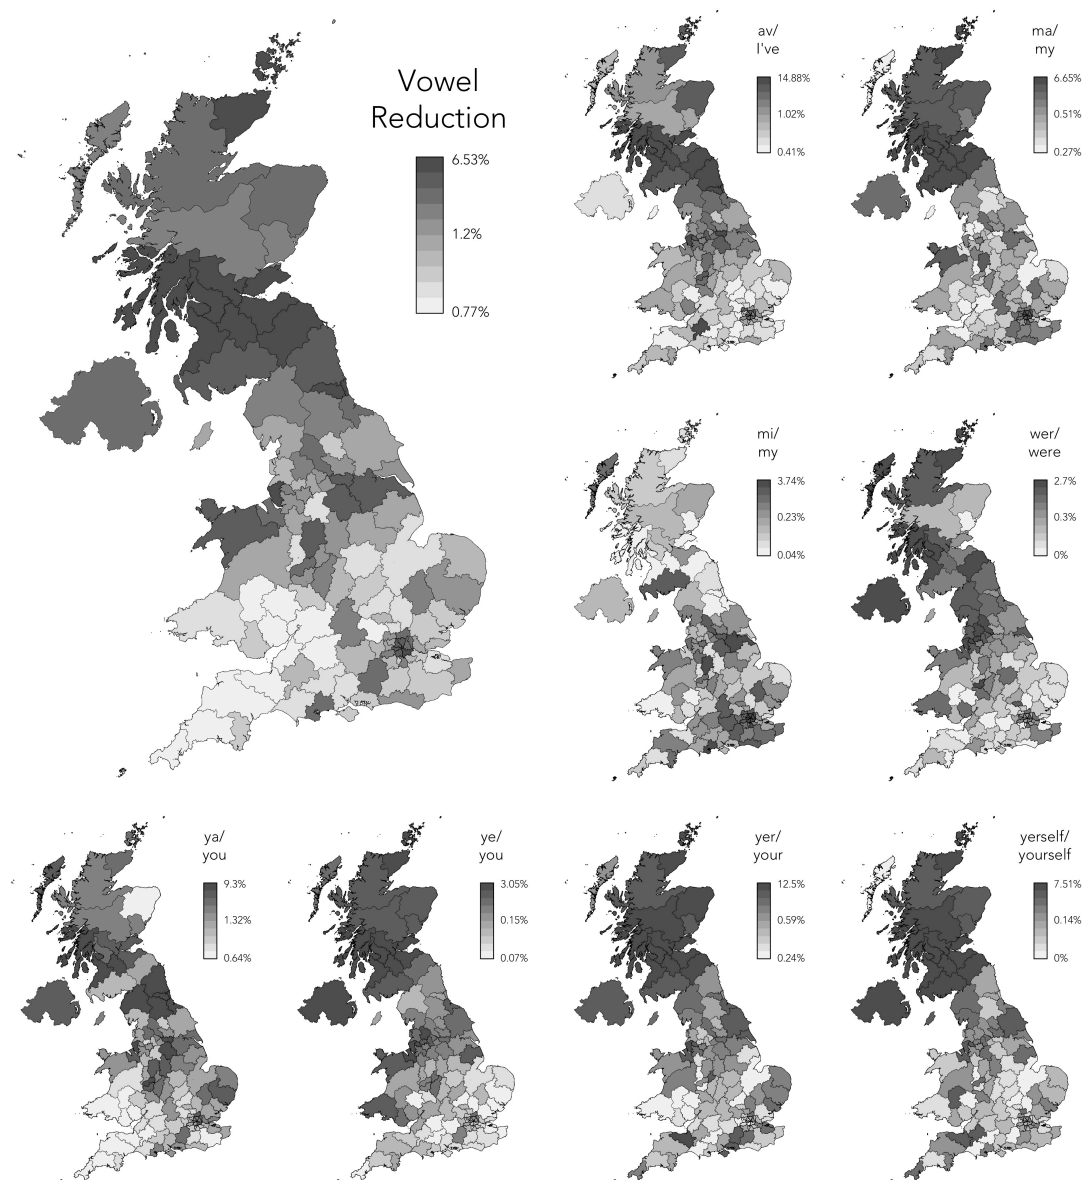 Vowel
Reduction
6.53%
1.2%
0.77%
av/
I've
14.88%
1.02%
0.41%
ma/
my
6.65%
0.51%
0.27%
mi/
my
3.74%
0.23%
0.04%
wer/
were
2.7%
0.3%
0%
ya/
you
9.3%
1.32%
0.64%
ye/
you
3.05%
0.15%
0.07%
yer/
your
12.5%
0.59%
0.24%
yerself/
yourself
7.51%
0.14%
0%